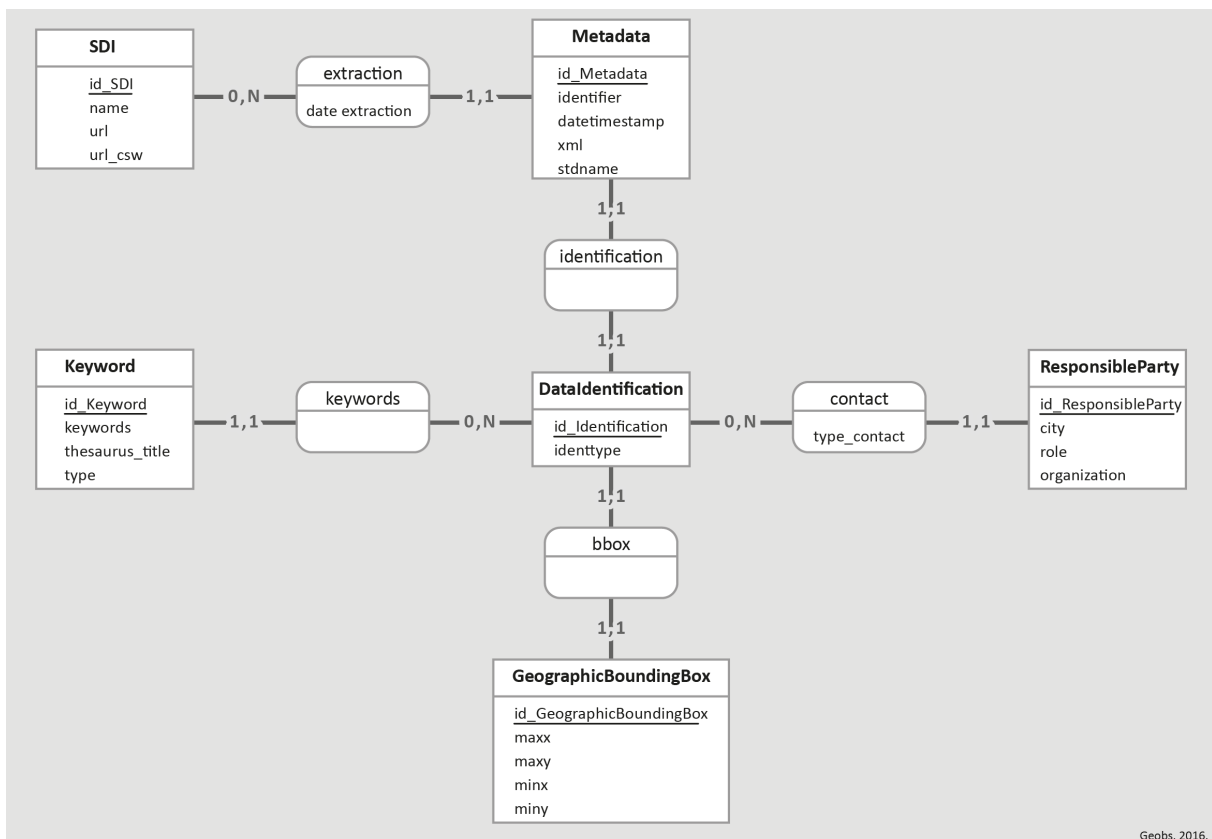 SDI
id_SDI
name
url
url_csw
0,N
extraction
date extraction
1,1
Metadata
id_Metadata
identifier
datetimestamp
xml
stdname
1,1
identification
1,1
Keyword
id_Keyword
keywords
thesaurus_title
type
1,1
keywords
0,N
DataIdentification
id_Identification
identtype
0,N
contact
type_contact
1,1
ResponsibleParty
id_ResponsibleParty
city
role
organization
1,1
bbox
1,1
GeographicBoundingBox
id_GeographicBoundingBox
maxx
maxy
minx
miny
Geobs, 2016.